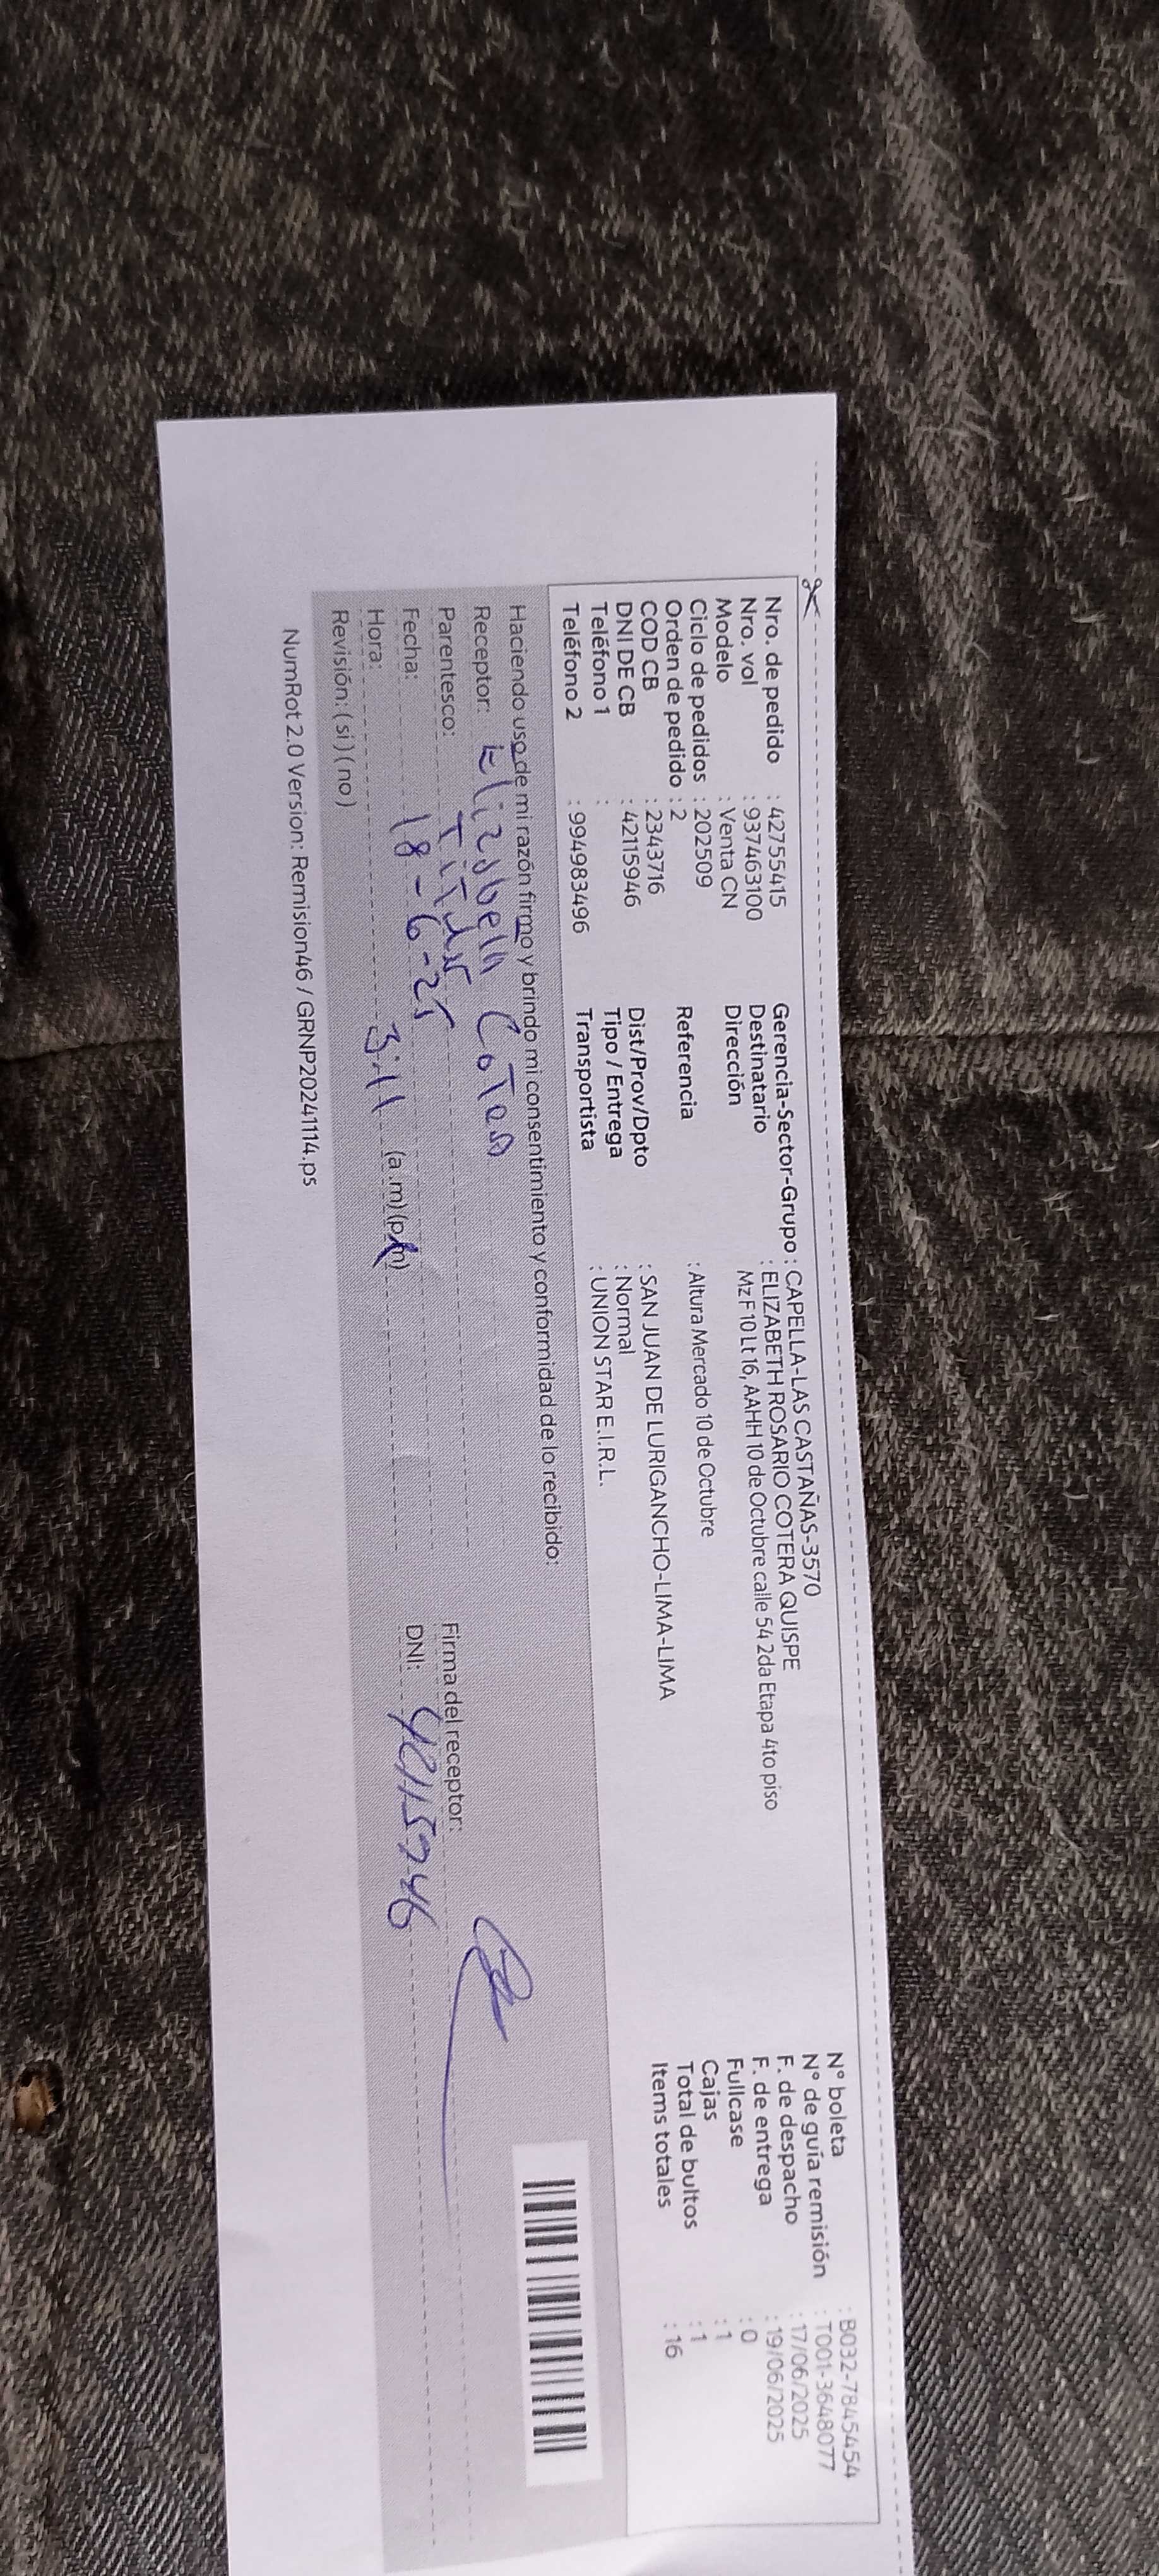 Nro. de pedido : 42755415
Nro. vol : 937463100
Modelo : Venta CN
Ciclo de pedidos : 202509
Orden de pedido : 2
COD CB : 2343716
DNI DE CB : 42115946
Teléfono 1 :
Teléfono 2 : 994983496
Gerencia-Sector-Grupo : CAPELLA-LAS CASTAÑAS-3570
Destinatario : ELIZABETH ROSARIO COTERA QUISPE
Dirección Mz F10 Lt 16, AAHH 10 de Octubre calle 54 2da Etapa 4to piso
Referencia : Altura Mercado 10 de Octubre
Dist/Prov/Dpto : SAN JUAN DE LURIGANCHO-LIMA-LIMA
Tipo / Entrega : Normal
Transportista : UNION STAR E.I.R.L.
N° boleta : B032-7845454
N° de guía remisión : T001-3648077
F. de despacho : 17/06/2025
F. de entrega : 19/06/2025
Fullcase : 0
Cajas : 1
Total de bultos : 1
Items totales : 16
Haciendo uso de mi razón firmo y brindo mi consentimiento y conformidad de lo recibido:
Receptor: Elizabeth
Parentesco: Titular
Fecha: 18-6-25
Hora: 3:11 (a.m) (p.m)
Revisión: ( si ) ( no )
Firma del receptor:
DNI: 42115946
NumRot 2.0 Version: Remision46 / GRNP20241114.ps